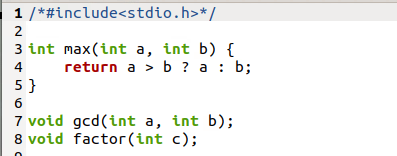 1 /*#include<stdio.h>*/
2
3 int max(int a, int b) {
4     return a > b ? a : b;
5 }
6
7 void gcd(int a, int b);
8 void factor(int c);